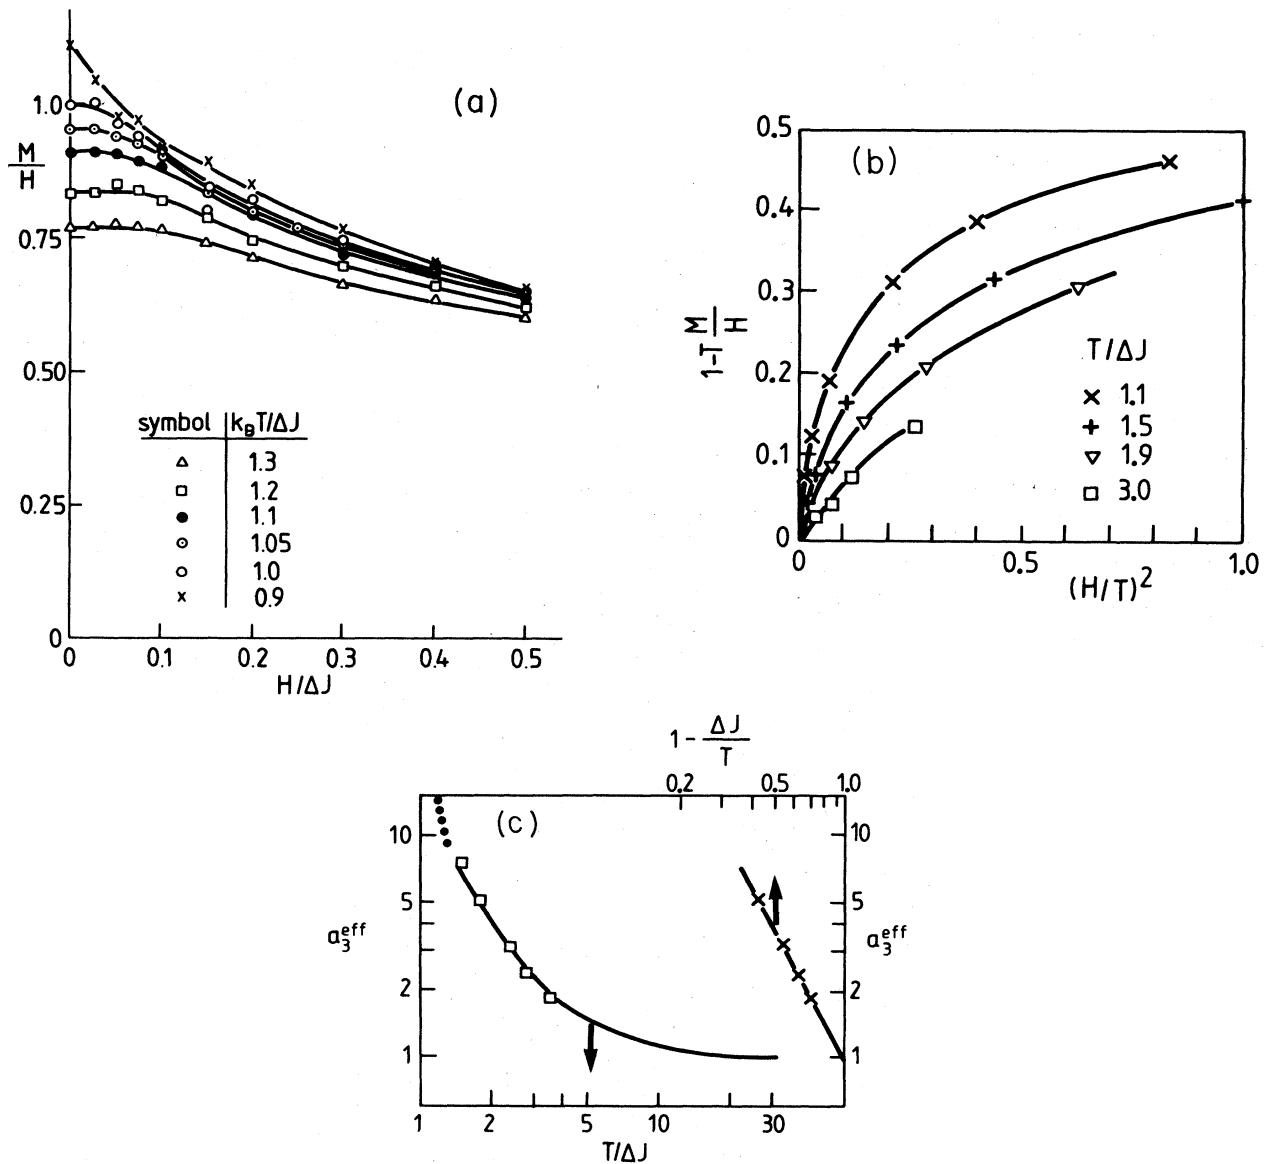 (a)
1.0
M
H
0.75
0.50
0.25
0
symbol k_BT/ΔJ
1.3
1.2
1.1
1.05
1.0
0.9
0 0.1 0.2 0.3 0.4 0.5
H/ΔJ
(b)
0.5
0.4
0.3
0.2
0.1
0
1-T M/H
T/ΔJ
1.1
1.5
1.9
3.0
0 0.5 1.0
(H/T)²
1- ΔJ/T
0.2 0.5 1.0
(c)
10 10
5 5
a₃^eff a₃^eff
2 2
1 1
1 2 5 10 30
T/ΔJ